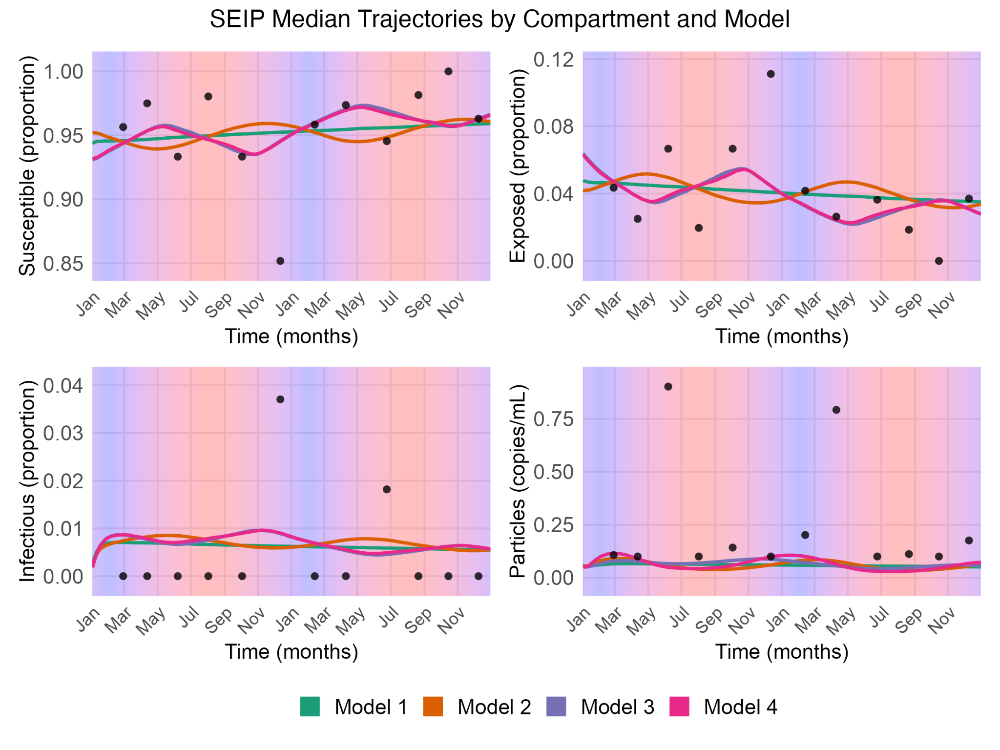 SEIP Median Trajectories by Compartment and Model
Susceptible (proportion)
1.00
0.95
0.90
0.85
Jan Mar May Jul Sep Nov Jan Mar May Jul Sep Nov
Time (months)
Exposed (proportion)
0.12
0.08
0.04
0.00
Jan Mar May Jul Sep Nov Jan Mar May Jul Sep Nov
Time (months)
Infectious (proportion)
0.04
0.03
0.02
0.01
0.00
Jan Mar May Jul Sep Nov Jan Mar May Jul Sep Nov
Time (months)
Particles (copies/mL)
0.75
0.50
0.25
0.00
Jan Mar May Jul Sep Nov Jan Mar May Jul Sep Nov
Time (months)
Model 1 Model 2 Model 3 Model 4